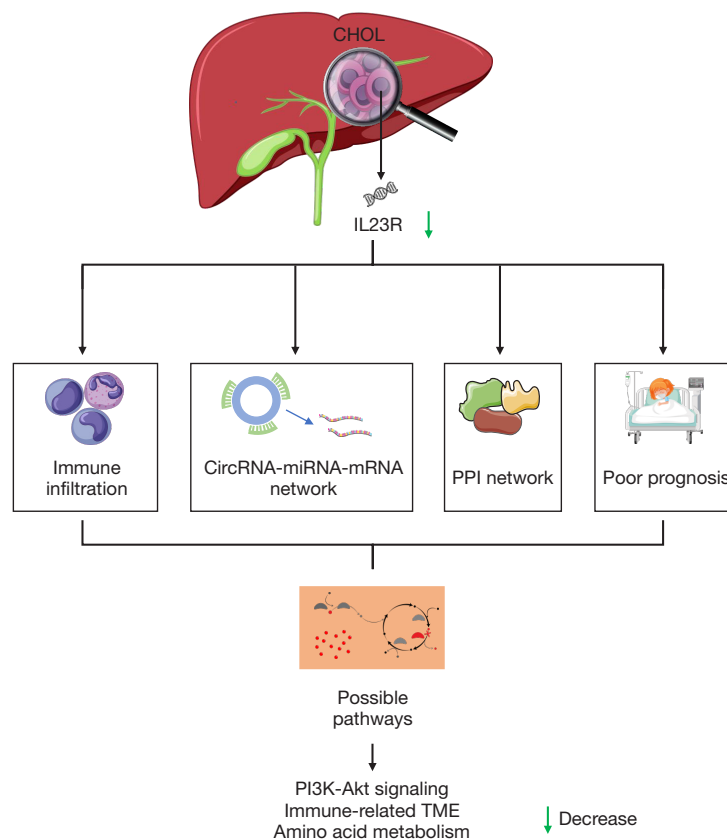 CHOL
IL23R
Immune
infiltration
CircRNA-miRNA-mRNA
network
PPI network
Poor prognosis
Possible
pathways
PI3K-Akt signaling
Immune-related TME
Amino acid metabolism
Decrease